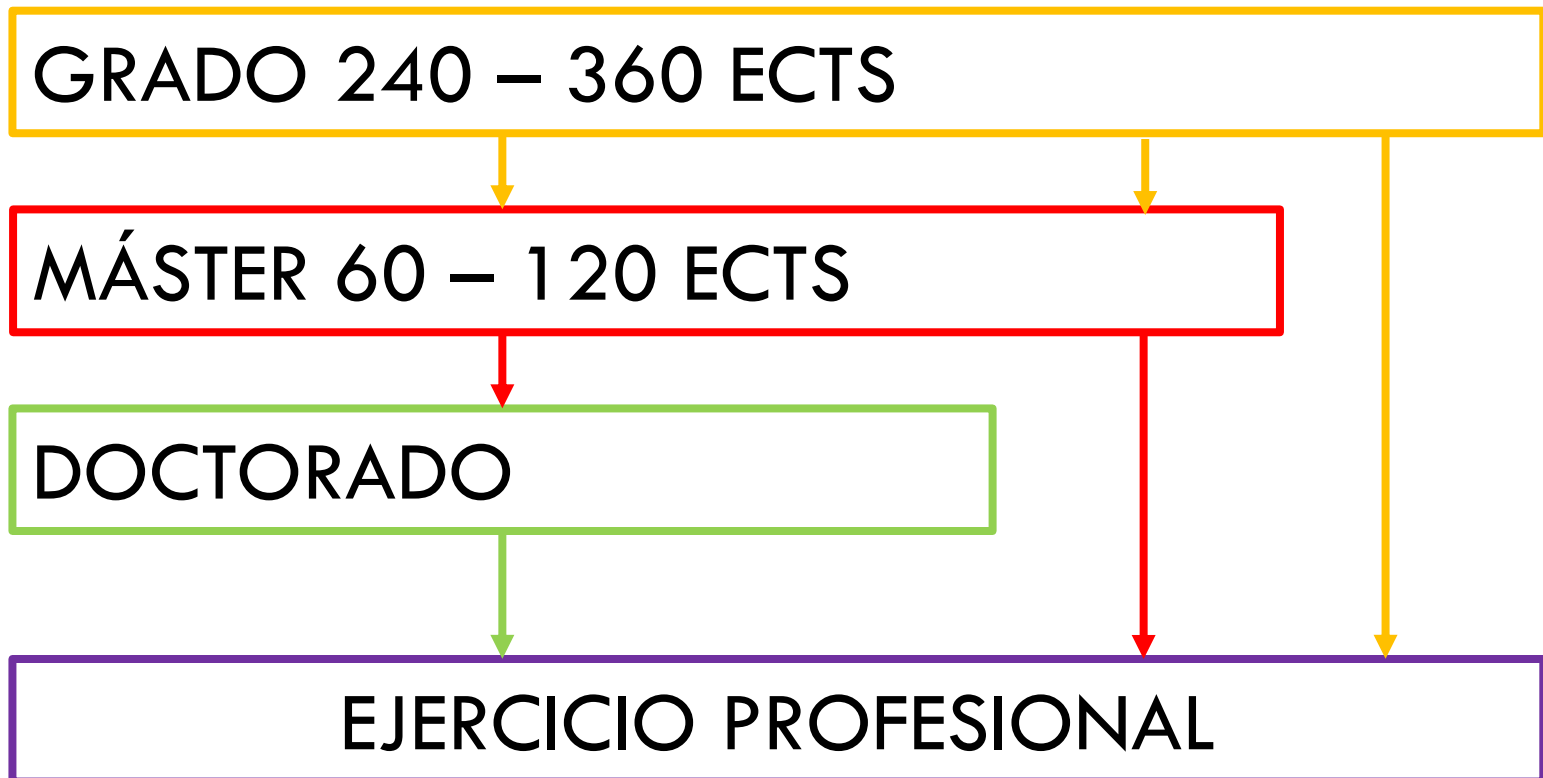 GRADO 240 – 360 ECTS
MÁSTER 60 – 120 ECTS
DOCTORADO
EJERCICIO PROFESIONAL